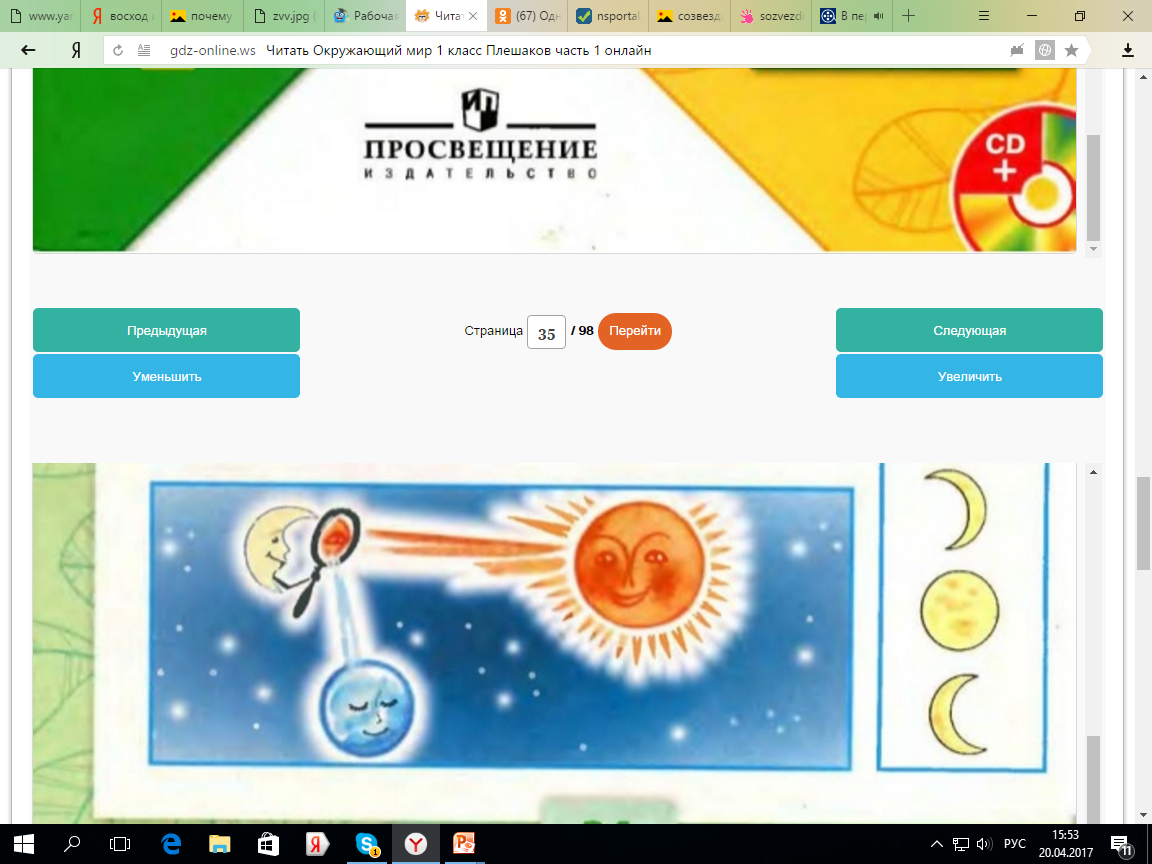 www.yar
восход
почему
zvv.jpg (
Рабочая
Читат
(67) Одн
nsportal.
созвезд
sozvezdi
В пер
gdz-online.ws Читать Окружающий мир 1 класс Плешаков часть 1 онлайн
ПРОСВЕЩЕНИЕ
ИЗДАТЕЛЬСТВО
CD
+
Предыдущая
Страница 35 / 98 Перейти
Следующая
Уменьшить
Увеличить
РУС
15:53
20.04.2017
11